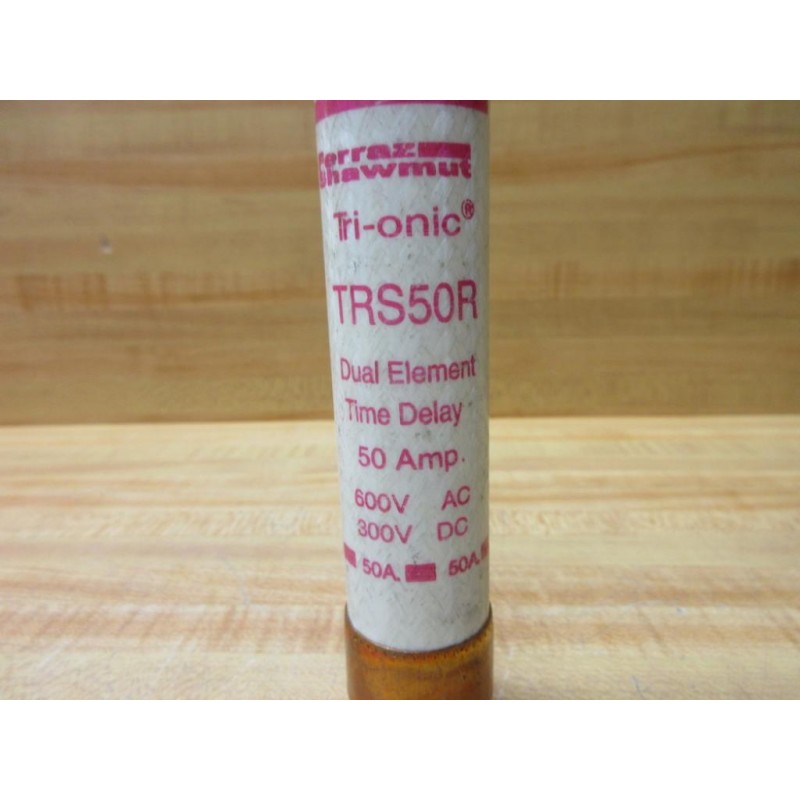 Ferraz
Shawmut
Tri-onic®
TRS50R
Dual Element
Time Delay
50 Amp.
600V AC
300V DC
50A. 50A.